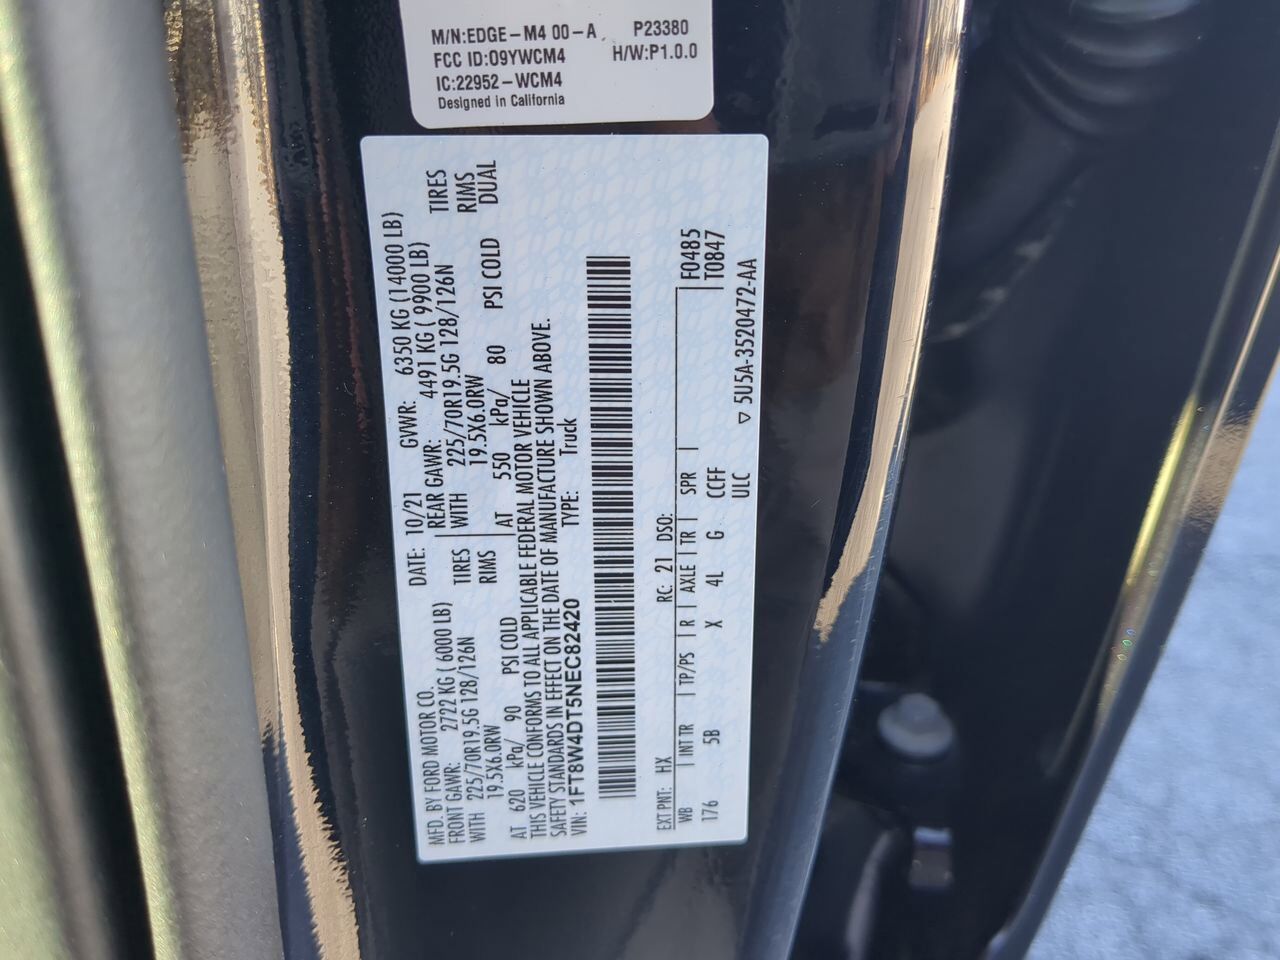 M/N:EDGE-M4 00-A P23380
FCC ID:O9YWCM4 H/W:P1.0.0
IC:22952-WCM4
Designed in California
MFD. BY FORD MOTOR CO. DATE: 10/21 GVWR: 6350 KG (14000 LB)
FRONT GAWR: 2722 KG ( 6000 LB) REAR GAWR: 4491 KG ( 9900 LB)
WITH 225/70R19.5G 128/126N TIRES WITH 225/70R19.5G 128/126N TIRES
19.5X6.0RW RIMS 19.5X6.0RW RIMS
AT 620 kPa/ 90 PSI COLD AT 550 kPa/ 80 PSI COLD DUAL
THIS VEHICLE CONFORMS TO ALL APPLICABLE FEDERAL MOTOR VEHICLE
SAFETY STANDARDS IN EFFECT ON THE DATE OF MANUFACTURE SHOWN ABOVE.
VIN: 1FT8W4DT5NEC82420 TYPE: Truck
EXT PNT: HX RC: 21 DSO:
WB INT TR TP/PS R AXLE TR SPR F0485
176 5B X 4L G CCFF T0847
ULC ▽ 5U5A-3520472-AA